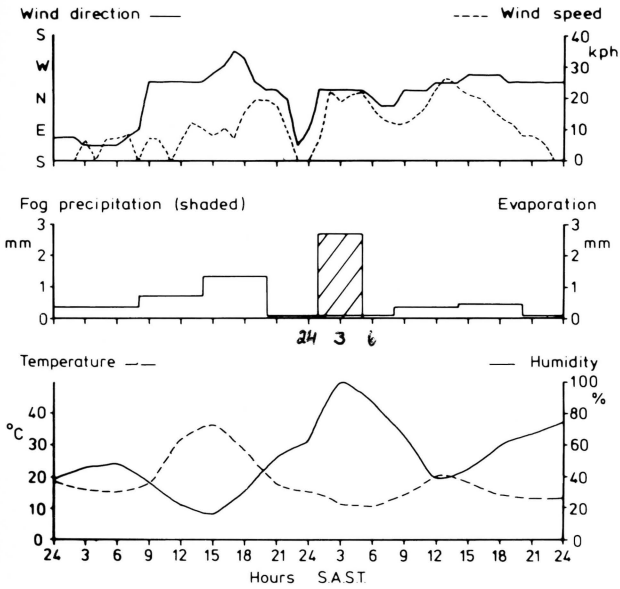 Wind direction — ---- Wind speed
S 40
W 30 kph
N 20
E 10
S 0
Fog precipitation (shaded) Evaporation
3 3
mm mm
2 2
1 1
0 0
24 3 6
Temperature — — — Humidity
100
40 80 %
°C
30 60
20 40
10 20
0 0
24 3 6 9 12 15 18 21 24 3 6 9 12 15 18 21 24
Hours S.A.S.T.